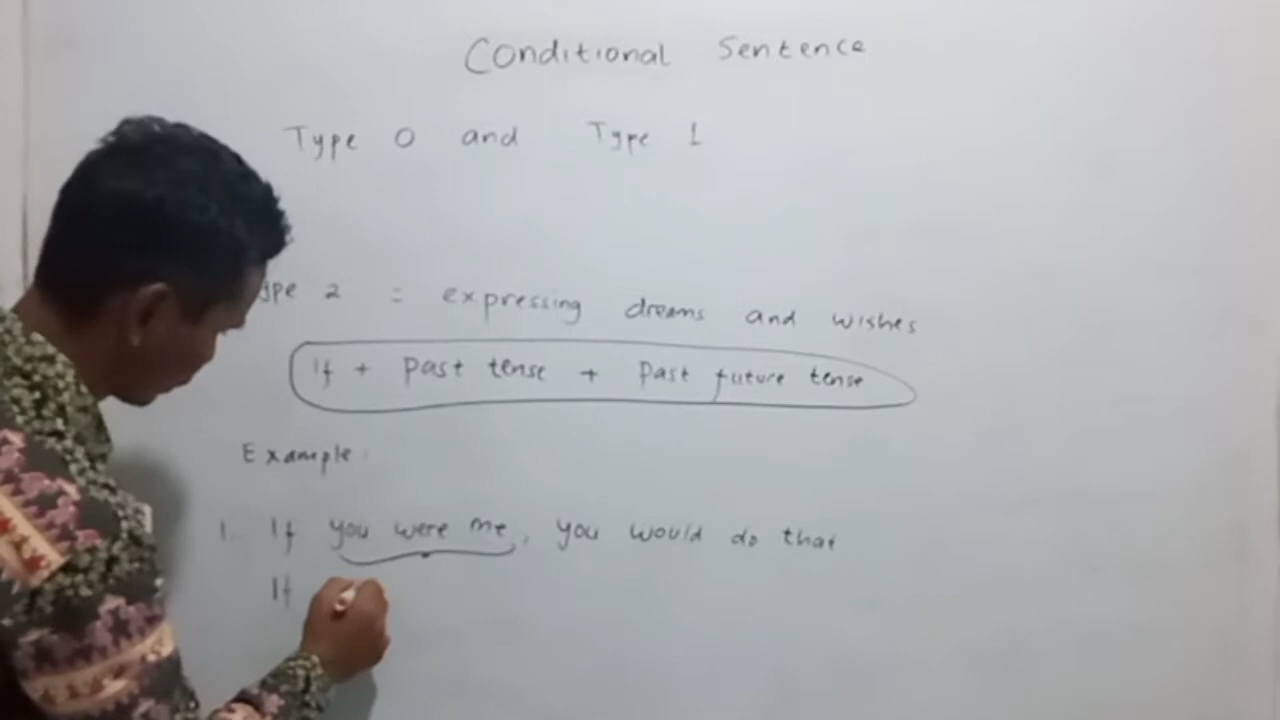 Conditional Sentence
Type 0 and Type 1
2 = expressing dreams and wishes
If + Past tense + Past future tense
Example :
1. If you were me, you would do that
If